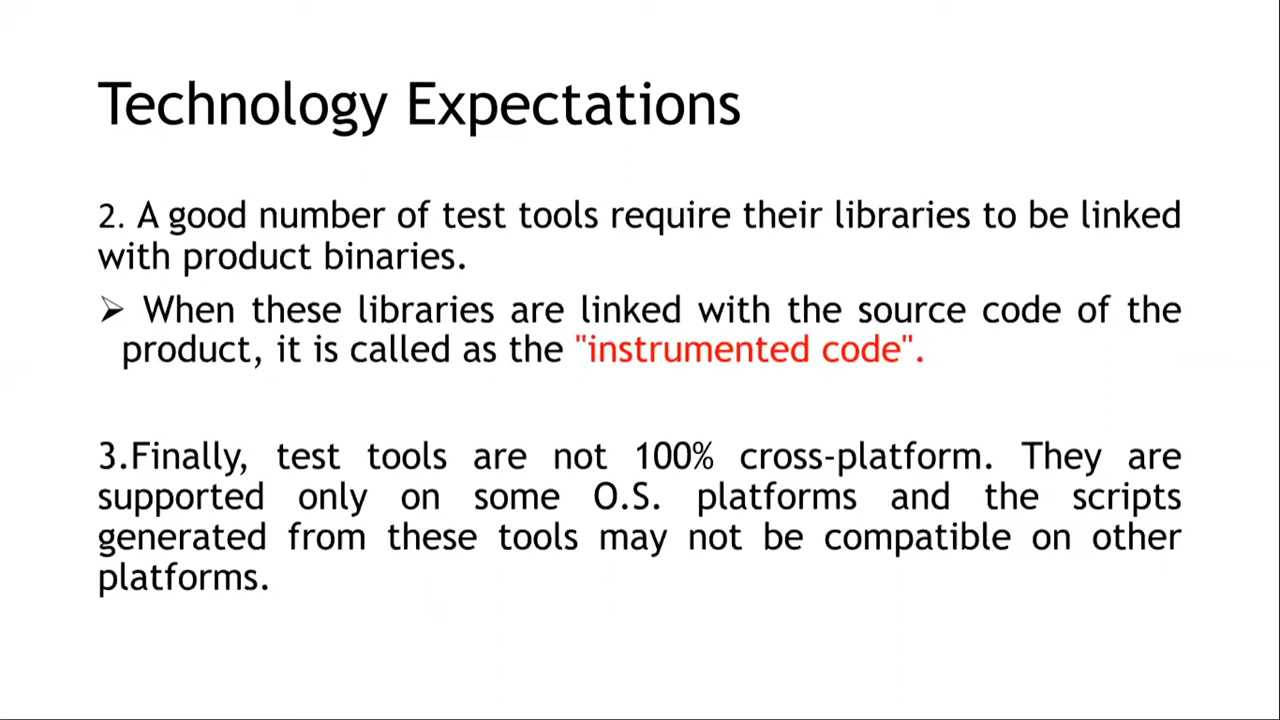 Technology Expectations
2. A good number of test tools require their libraries to be linked
with product binaries.
➢ When these libraries are linked with the source code of the
product, it is called as the "instrumented code".
3.Finally, test tools are not 100% cross-platform. They are
supported only on some O.S. platforms and the scripts
generated from these tools may not be compatible on other
platforms.